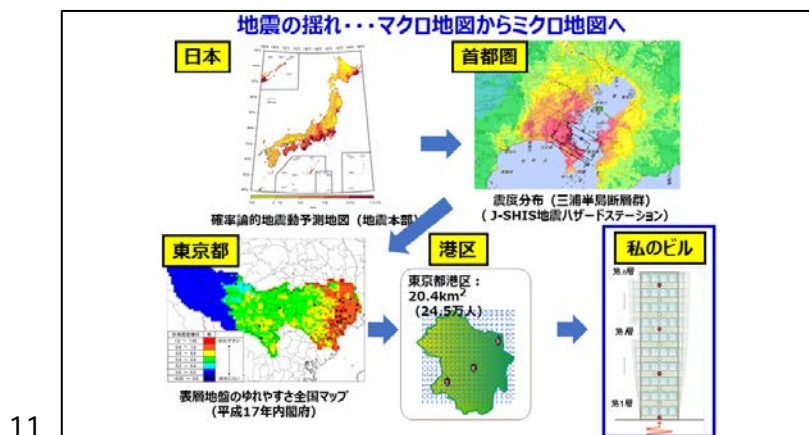 地震の揺れ・・・マクロ地図からミクロ地図へ
日本
首都圏
確率論的地震動予測地図（地震本部）
震度分布（三浦半島断層群）
（J-SHIS地震ハザードステーション）
東京都
港区
私のビル
東京都港区：
20.4km²
（24.5万人）
表層地盤のゆれやすさ全国マップ
（平成17年内閣府）
第1層
11